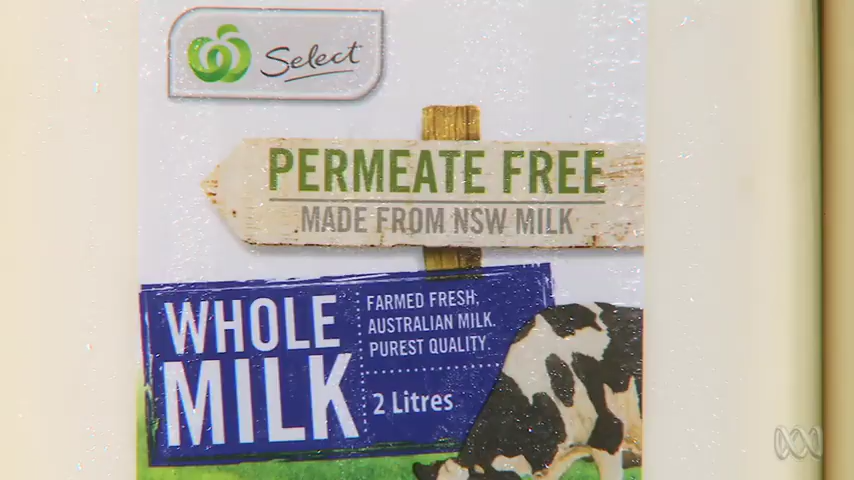 Select
PERMEATE FREE
MADE FROM NSW MILK
WHOLE
MILK
FARMED FRESH,
AUSTRALIAN MILK.
PUREST QUALITY.
2 Litres